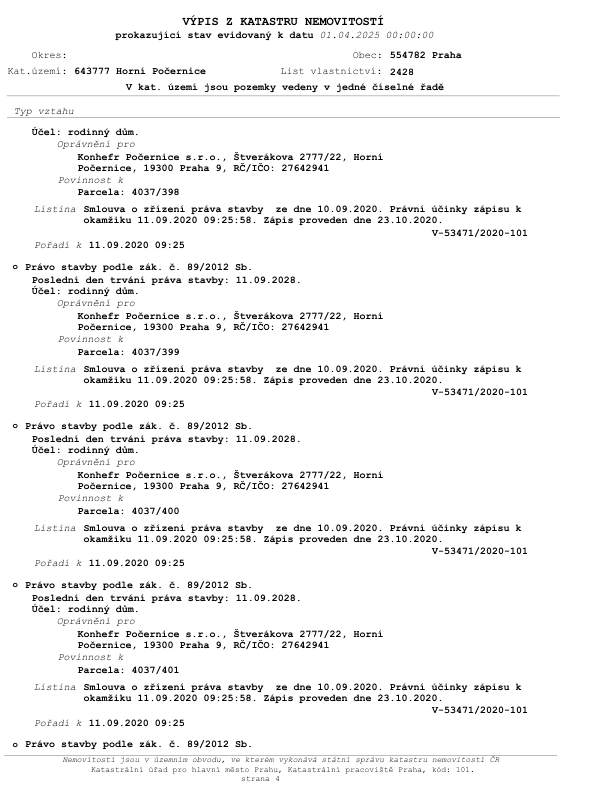 VÝPIS Z KATASTRU NEMOVITOSTÍ
prokazující stav evidovaný k datu 01.04.2025 00:00:00
Okres: Obec: 554782 Praha
Kat.území: 643777 Horní Počernice List vlastnictví: 2428
V kat. území jsou pozemky vedeny v jedné číselné řadě
Typ vztahu
Účel: rodinný dům.
Oprávnění pro
Konhefr Počernice s.r.o., Štverákova 2777/22, Horní
Počernice, 19300 Praha 9, RČ/IČO: 27642941
Povinnost k
Parcela: 4037/398
Listina Smlouva o zřízení práva stavby ze dne 10.09.2020. Právní účinky zápisu k
okamžiku 11.09.2020 09:25:58. Zápis proveden dne 23.10.2020.
V-53471/2020-101
Pořadí k 11.09.2020 09:25
o Právo stavby podle zák. č. 89/2012 Sb.
Poslední den trvání práva stavby: 11.09.2028.
Účel: rodinný dům.
Oprávnění pro
Konhefr Počernice s.r.o., Štverákova 2777/22, Horní
Počernice, 19300 Praha 9, RČ/IČO: 27642941
Povinnost k
Parcela: 4037/399
Listina Smlouva o zřízení práva stavby ze dne 10.09.2020. Právní účinky zápisu k
okamžiku 11.09.2020 09:25:58. Zápis proveden dne 23.10.2020.
V-53471/2020-101
Pořadí k 11.09.2020 09:25
o Právo stavby podle zák. č. 89/2012 Sb.
Poslední den trvání práva stavby: 11.09.2028.
Účel: rodinný dům.
Oprávnění pro
Konhefr Počernice s.r.o., Štverákova 2777/22, Horní
Počernice, 19300 Praha 9, RČ/IČO: 27642941
Povinnost k
Parcela: 4037/400
Listina Smlouva o zřízení práva stavby ze dne 10.09.2020. Právní účinky zápisu k
okamžiku 11.09.2020 09:25:58. Zápis proveden dne 23.10.2020.
V-53471/2020-101
Pořadí k 11.09.2020 09:25
o Právo stavby podle zák. č. 89/2012 Sb.
Poslední den trvání práva stavby: 11.09.2028.
Účel: rodinný dům.
Oprávnění pro
Konhefr Počernice s.r.o., Štverákova 2777/22, Horní
Počernice, 19300 Praha 9, RČ/IČO: 27642941
Povinnost k
Parcela: 4037/401
Listina Smlouva o zřízení práva stavby ze dne 10.09.2020. Právní účinky zápisu k
okamžiku 11.09.2020 09:25:58. Zápis proveden dne 23.10.2020.
V-53471/2020-101
Pořadí k 11.09.2020 09:25
o Právo stavby podle zák. č. 89/2012 Sb.
Nemovitosti jsou v územním obvodu, ve kterém vykonává státní správu katastru nemovitostí ČR
Katastrální úřad pro hlavní město Prahu, Katastrální pracoviště Praha, kód: 101.
strana 4